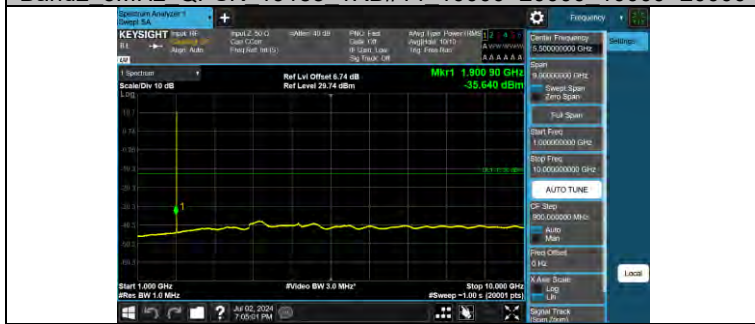 Spectrum Analyzer 1
Swept SA
Frequency
KEYSIGHT Input: RF
Input Z: 50 Ω
#Atten: 40 dB
PNO: Fast
#Avg Type: Power (RMS
Align: Auto
Corr CCorr
Freq Ref: Int (S)
Gate: Off
IF Gain: Low
Sig Track: Off
Avg|Hold: 10/10
Trig: Free Run
1 Spectrum
Scale/Div 10 dB
Log
Ref Lvl Offset 6.74 dB
Ref Level 29.74 dBm
Mkr1 1.900 90 GHz
-35.640 dBm
1
Start 1.000 GHz
#Res BW 1.0 MHz
#Video BW 3.0 MHz*
Stop 10.000 GHz
#Sweep ~1.00 s (20001 pts)
Jul 02, 2024
7:05:01 PM
Center Frequency
5.500000000 GHz
Settings
Span
9.00000000 GHz
Swept Span
Zero Span
Full Span
Start Freq
1.000000000 GHz
Stop Freq
10.000000000 GHz
AUTO TUNE
CF Step
900.000000 MHz
Auto
Man
Freq Offset
0 Hz
X Axis Scale
Log
Lin
Local
Signal Track
(Span Zoom)